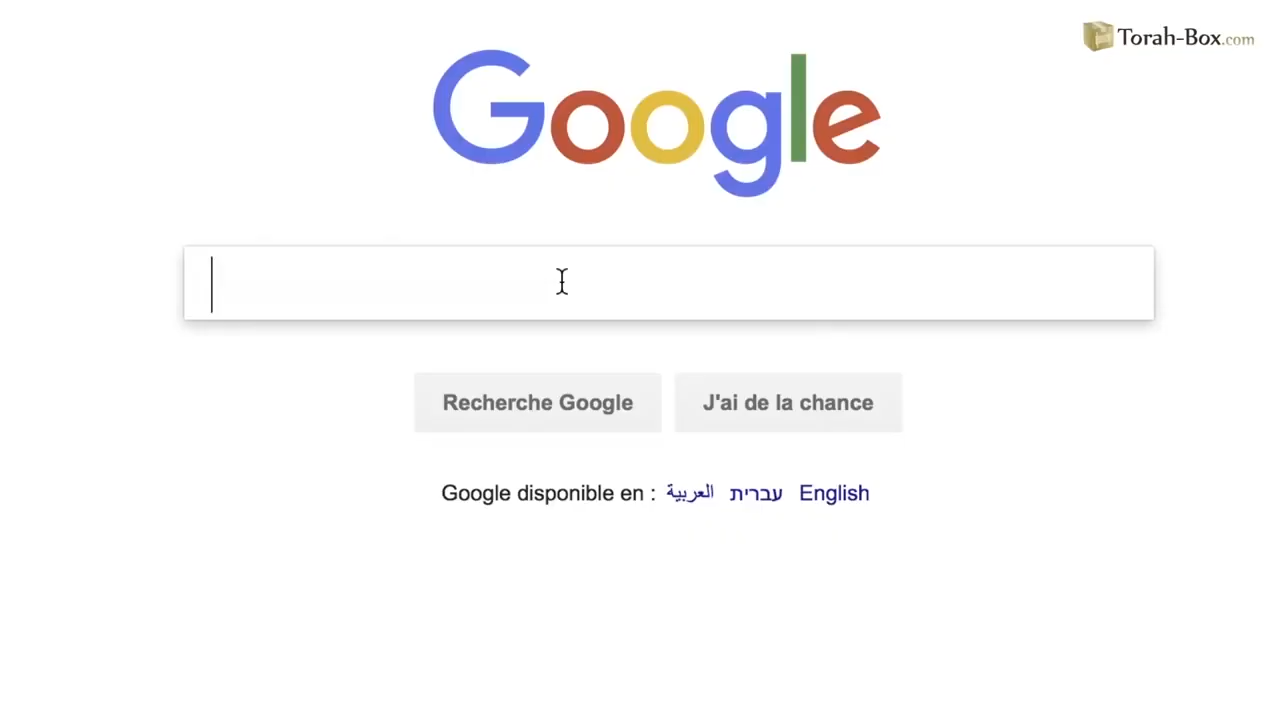 Torah-Box.com
Google
Recherche Google
J'ai de la chance
Google disponible en : العربية עברית English